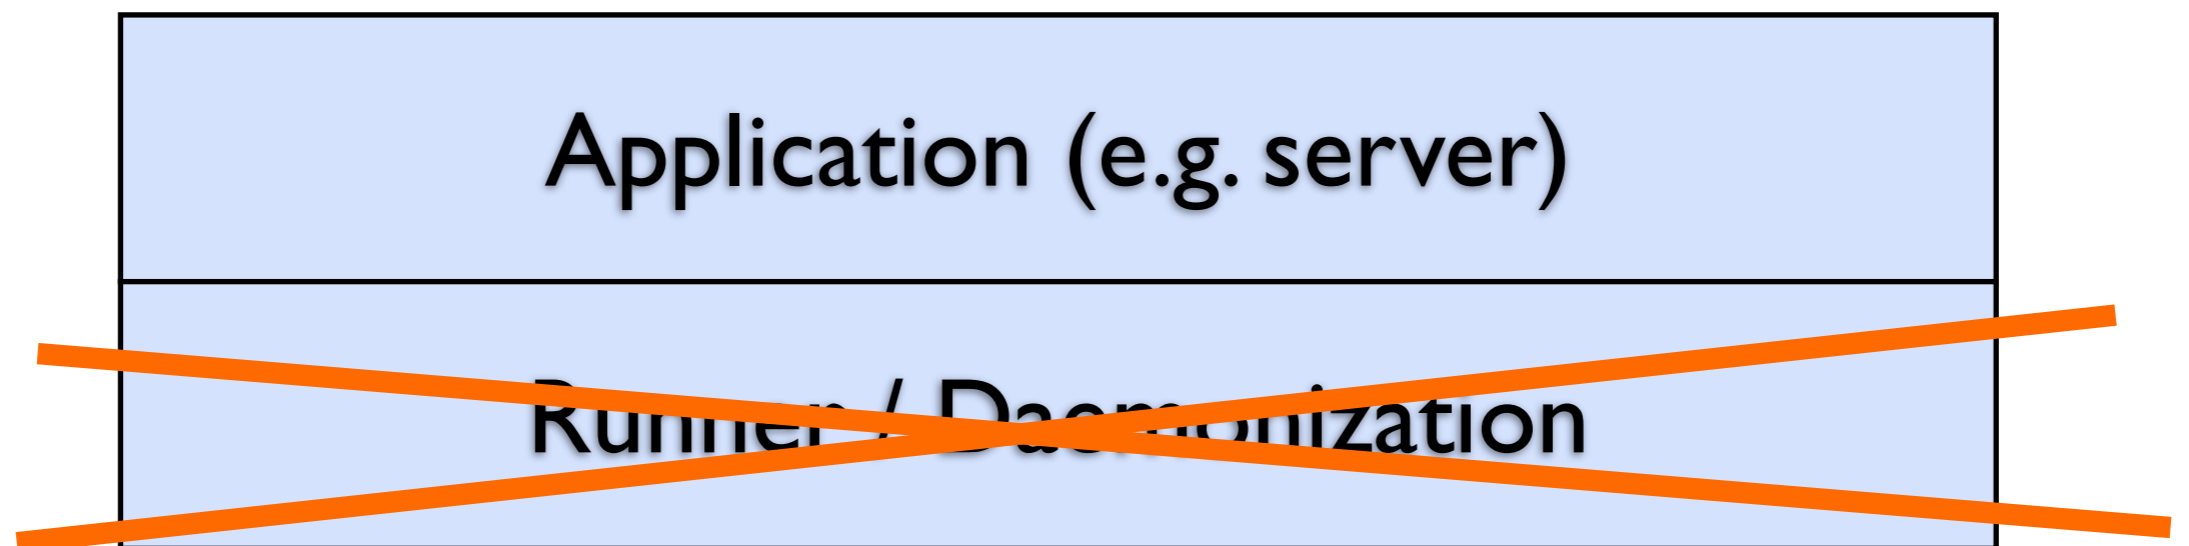 Application (e.g. server)
Runner / Daemonization